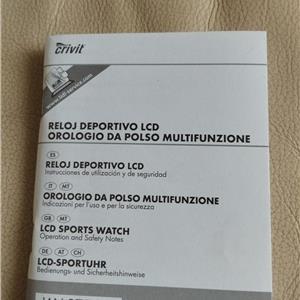 crivit
www.lidl-service.com
RELOJ DEPORTIVO LCD
OROLOGIO DA POLSO MULTIFUNZIONE
ES
RELOJ DEPORTIVO LCD
Instrucciones de utilización y de seguridad
IT MT
OROLOGIO DA POLSO MULTIFUNZIONE
Indicazioni per l'uso e per la sicurezza
GB MT
LCD SPORTS WATCH
Operation and Safety Notes
DE AT CH
LCD-SPORTUHR
Bedienungs- und Sicherheitshinweise